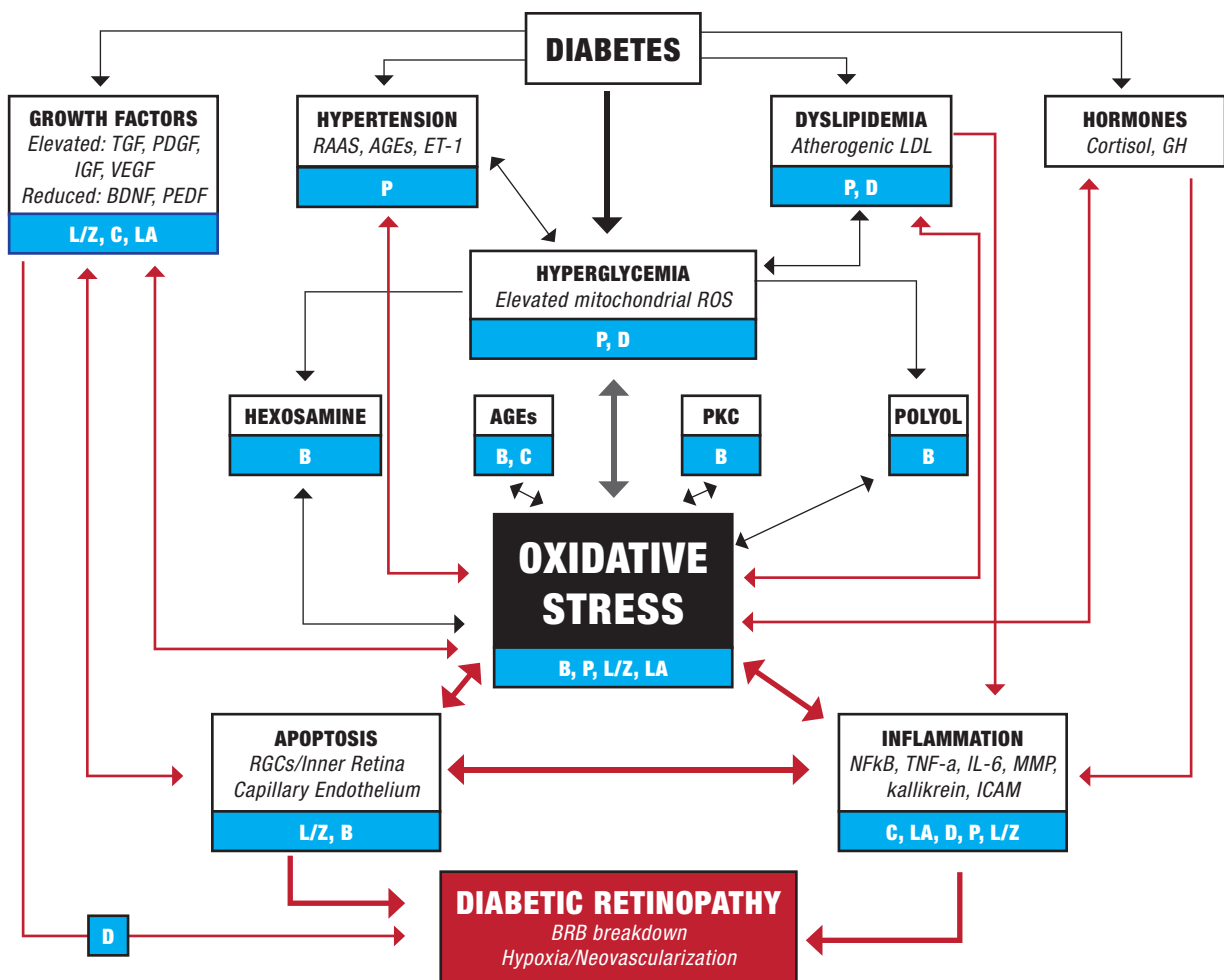 DIABETES
GROWTH FACTORS
Elevated: TGF, PDGF,
IGF, VEGF
Reduced: BDNF, PEDF
L/Z, C, LA
HYPERTENSION
RAAS, AGEs, ET-1
P
DYSLIPIDEMIA
Atherogenic LDL
P, D
HORMONES
Cortisol, GH
HYPERGLYCEMIA
Elevated mitochondrial ROS
P, D
HEXOSAMINE
B
AGEs
B, C
PKC
B
POLYOL
B
OXIDATIVE
STRESS
B, P, L/Z, LA
APOPTOSIS
RGCs/Inner Retina
Capillary Endothelium
L/Z, B
INFLAMMATION
NFkB, TNF-a, IL-6, MMP,
kallikrein, ICAM
C, LA, D, P, L/Z
D
DIABETIC RETINOPATHY
BRB breakdown
Hypoxia/Neovascularization